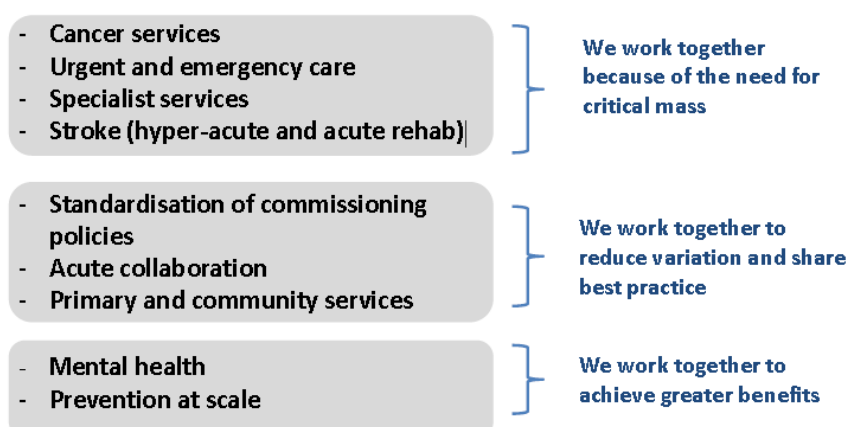 - Cancer services
- Urgent and emergency care
- Specialist services
- Stroke (hyper-acute and acute rehab)
We work together
because of the need for
critical mass
- Standardisation of commissioning
policies
- Acute collaboration
- Primary and community services
We work together to
reduce variation and share
best practice
- Mental health
- Prevention at scale
We work together to
achieve greater benefits